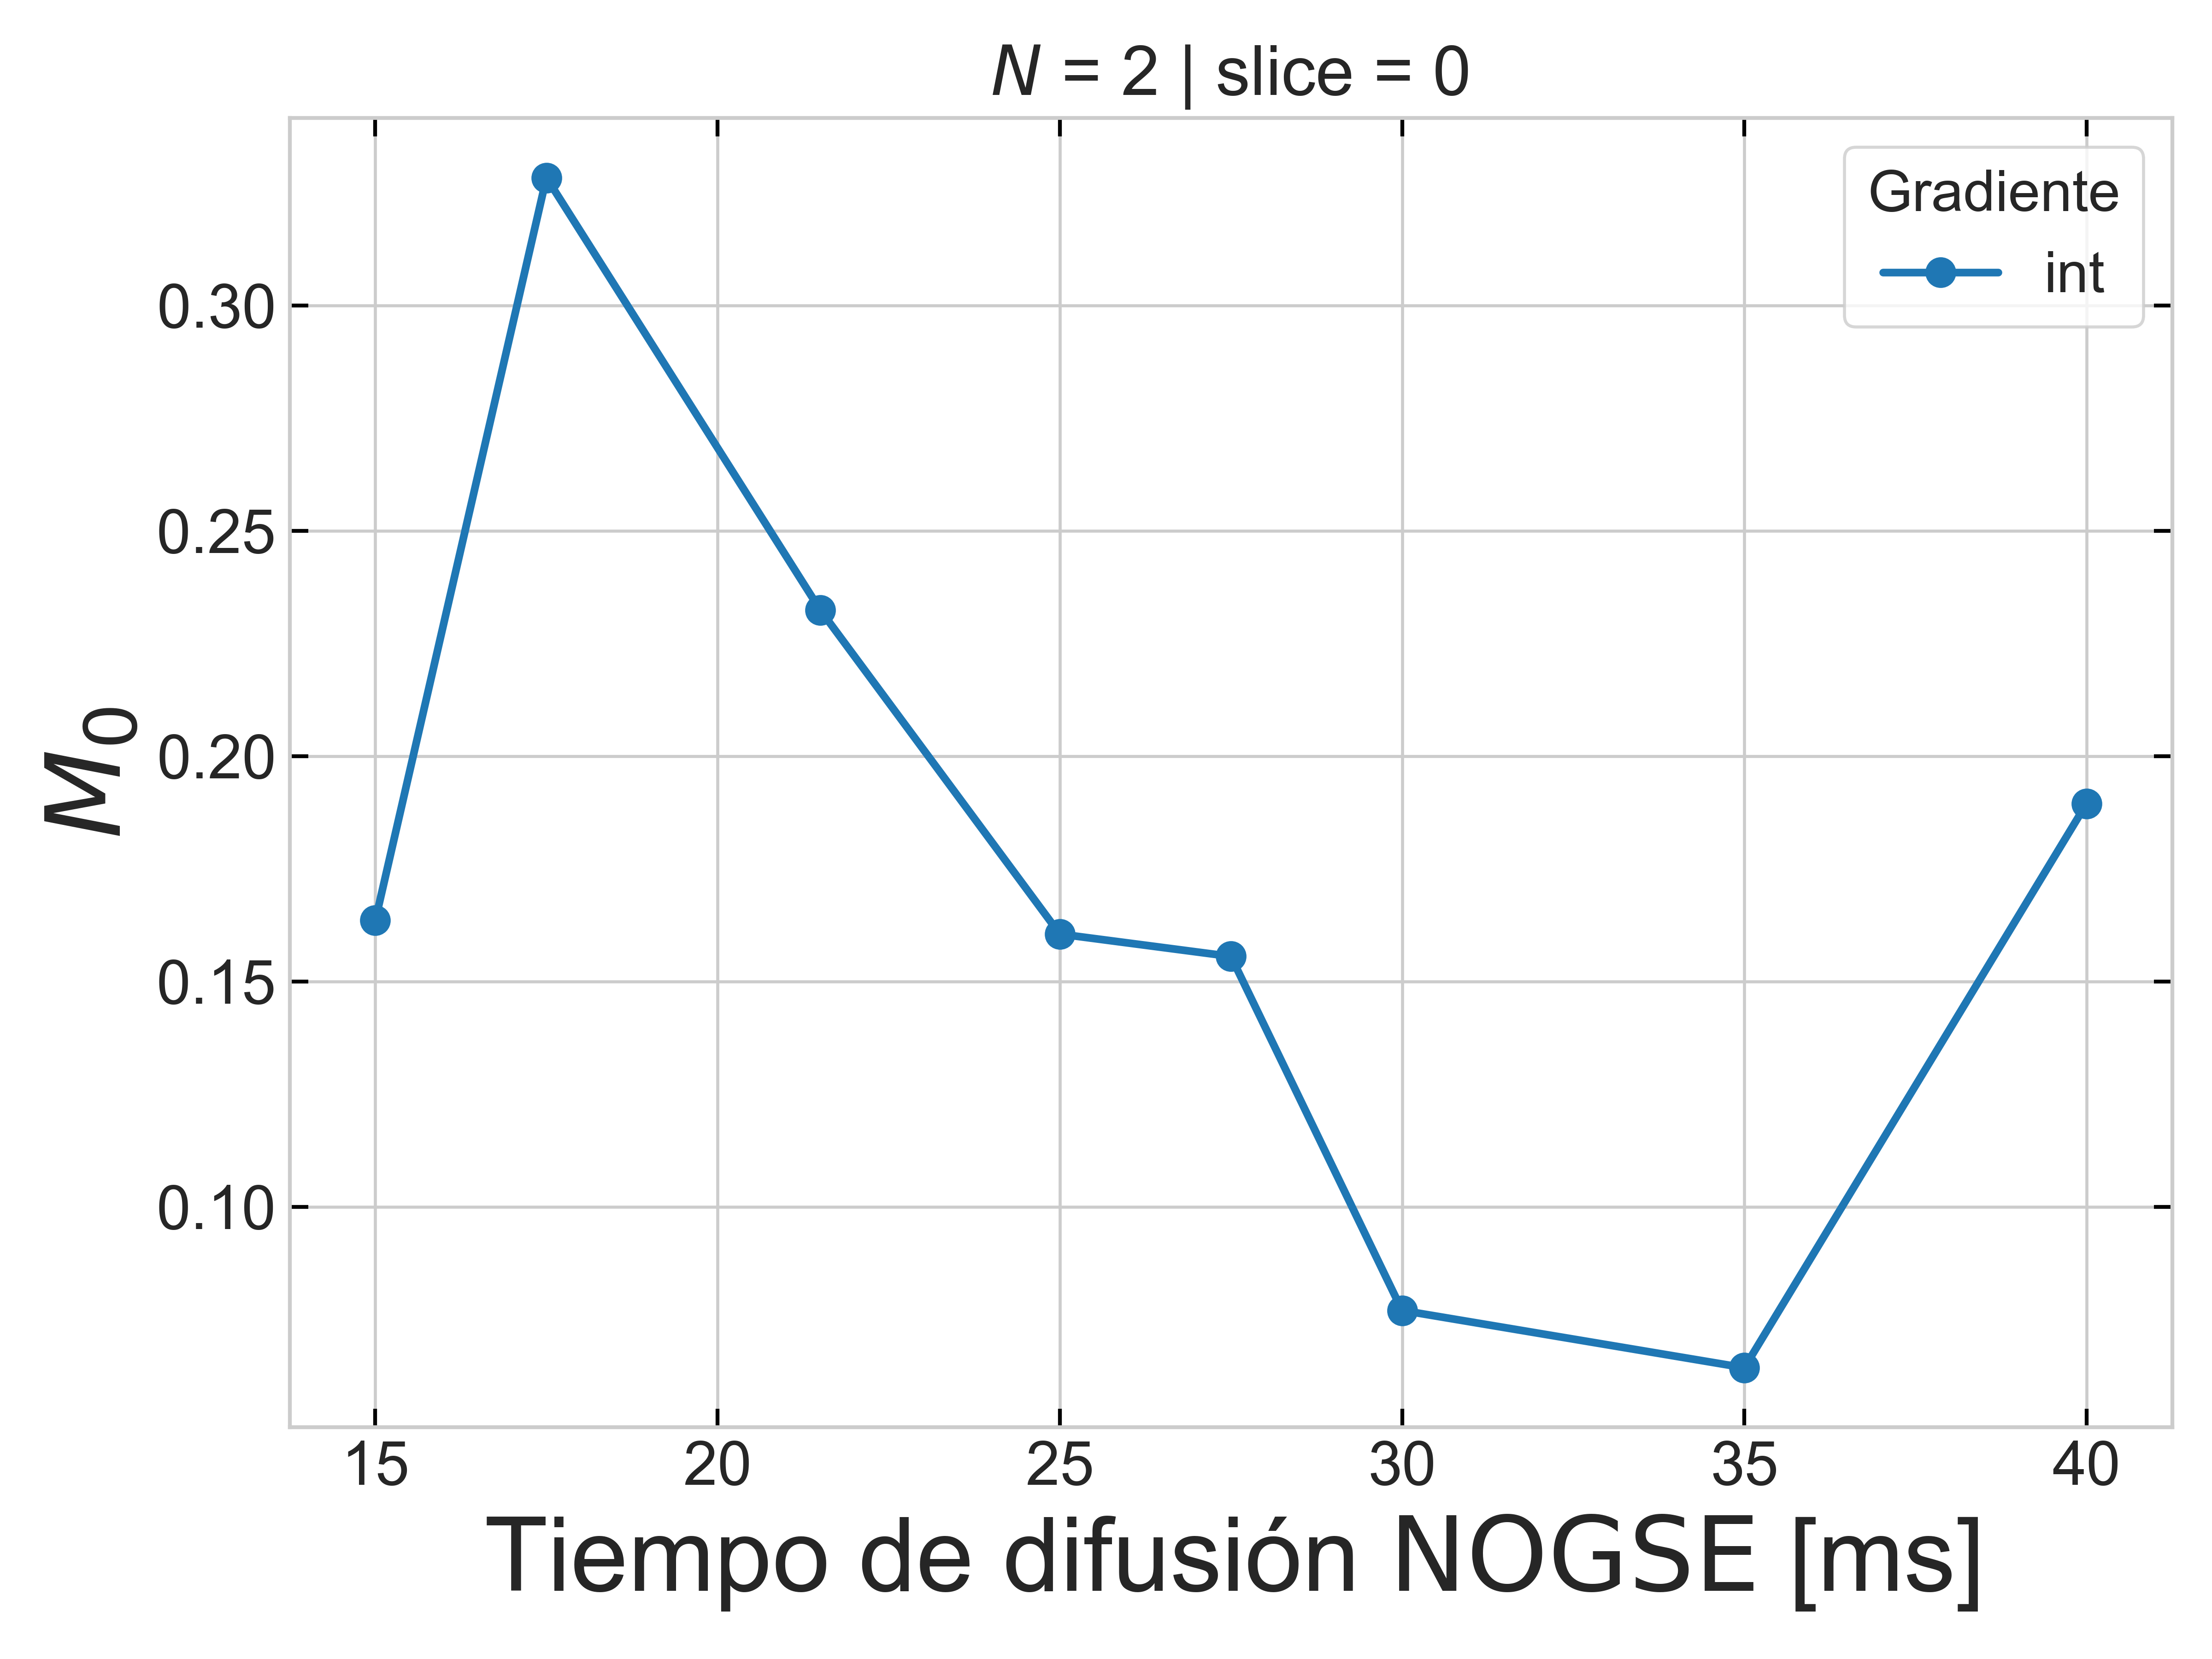 N = 2 | slice = 0
Gradiente
int
0.30
0.25
0.20
0.15
0.10
M0
15 20 25 30 35 40
Tiempo de difusión NOGSE [ms]